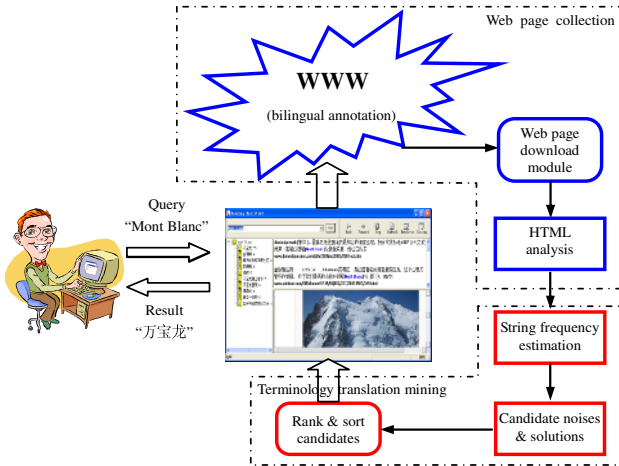 Web page collection
WWW
(bilingual annotation)
Web page
download
module
Query
“Mont Blanc”
HTML
analysis
Result
“万宝龙”
String frequency
estimation
Terminology translation mining
Rank & sort
candidates
Candidate noises
& solutions